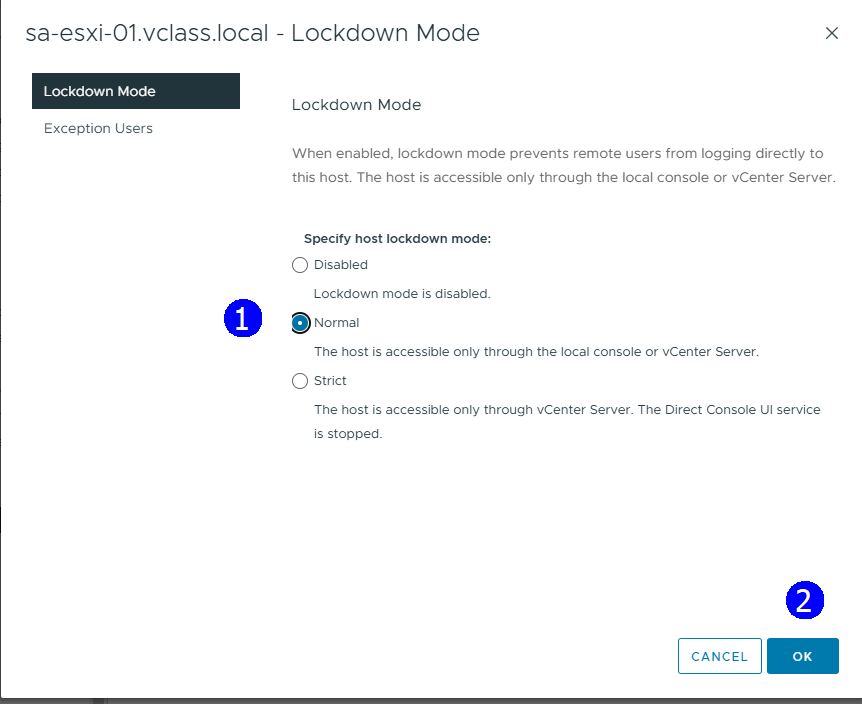 sa-esxi-01.vclass.local - Lockdown Mode
Lockdown Mode
Exception Users
Lockdown Mode
When enabled, lockdown mode prevents remote users from logging directly to
this host. The host is accessible only through the local console or vCenter Server.
Specify host lockdown mode:
Disabled
Lockdown mode is disabled.
1
Normal
The host is accessible only through the local console or vCenter Server.
Strict
The host is accessible only through vCenter Server. The Direct Console UI service
is stopped.
2
CANCEL
OK